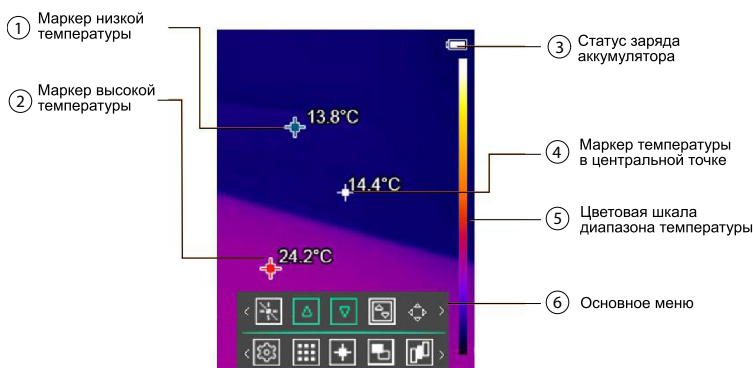 1 Маркер низкой
температуры
2 Маркер высокой
температуры
13.8°C
14.4°C
24.2°C
3 Статус заряда
аккумулятора
4 Маркер температуры
в центральной точке
5 Цветовая шкала
диапазона температуры
6 Основное меню